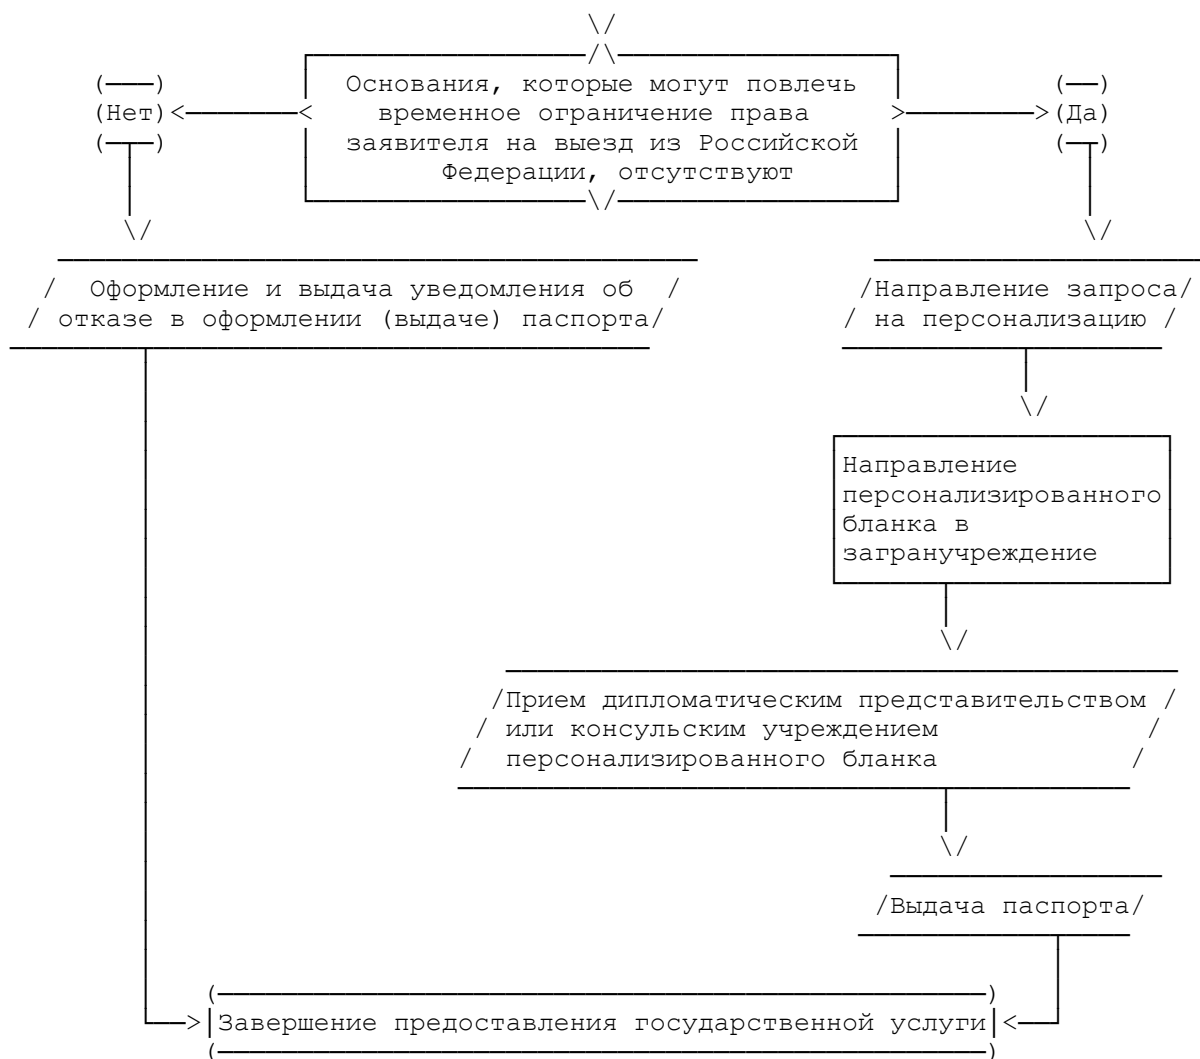 Основания, которые могут повлечь
временное ограничение права
заявителя на выезд из Российской
Федерации, отсутствуют
(Нет)
(Да)
Оформление и выдача уведомления об
отказе в оформлении (выдаче) паспорта
Направление запроса
на персонализацию
Направление
персонализированного
бланка в
загранучреждение
Прием дипломатическим представительством
или консульским учреждением
персонализированного бланка
Выдача паспорта
Завершение предоставления государственной услуги